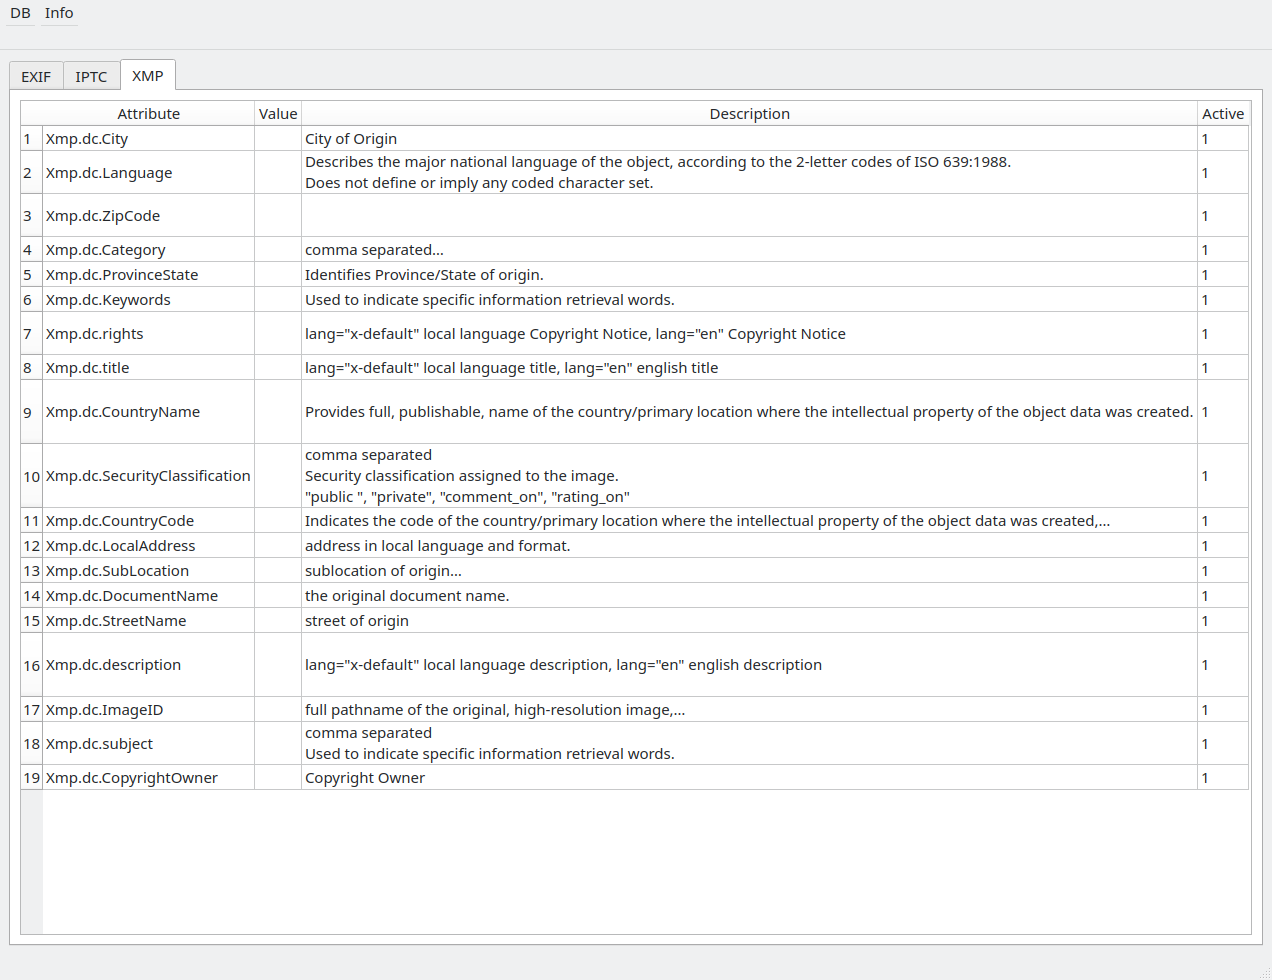 DB Info
EXIF IPTC XMP
Attribute Value Description Active
1 Xmp.dc.City City of Origin 1
2 Xmp.dc.Language Describes the major national language of the object, according to the 2-letter codes of ISO 639:1988.
Does not define or imply any coded character set. 1
3 Xmp.dc.ZipCode 1
4 Xmp.dc.Category comma separated... 1
5 Xmp.dc.ProvinceState Identifies Province/State of origin. 1
6 Xmp.dc.Keywords Used to indicate specific information retrieval words. 1
7 Xmp.dc.rights lang="x-default" local language Copyright Notice, lang="en" Copyright Notice 1
8 Xmp.dc.title lang="x-default" local language title, lang="en" english title 1
9 Xmp.dc.CountryName Provides full, publishable, name of the country/primary location where the intellectual property of the object data was created. 1
10 Xmp.dc.SecurityClassification comma separated
Security classification assigned to the image.
"public ", "private", "comment_on", "rating_on" 1
11 Xmp.dc.CountryCode Indicates the code of the country/primary location where the intellectual property of the object data was created,... 1
12 Xmp.dc.LocalAddress address in local language and format. 1
13 Xmp.dc.SubLocation sublocation of origin... 1
14 Xmp.dc.DocumentName the original document name. 1
15 Xmp.dc.StreetName street of origin 1
16 Xmp.dc.description lang="x-default" local language description, lang="en" english description 1
17 Xmp.dc.ImageID full pathname of the original, high-resolution image,... 1
18 Xmp.dc.subject comma separated
Used to indicate specific information retrieval words. 1
19 Xmp.dc.CopyrightOwner Copyright Owner 1